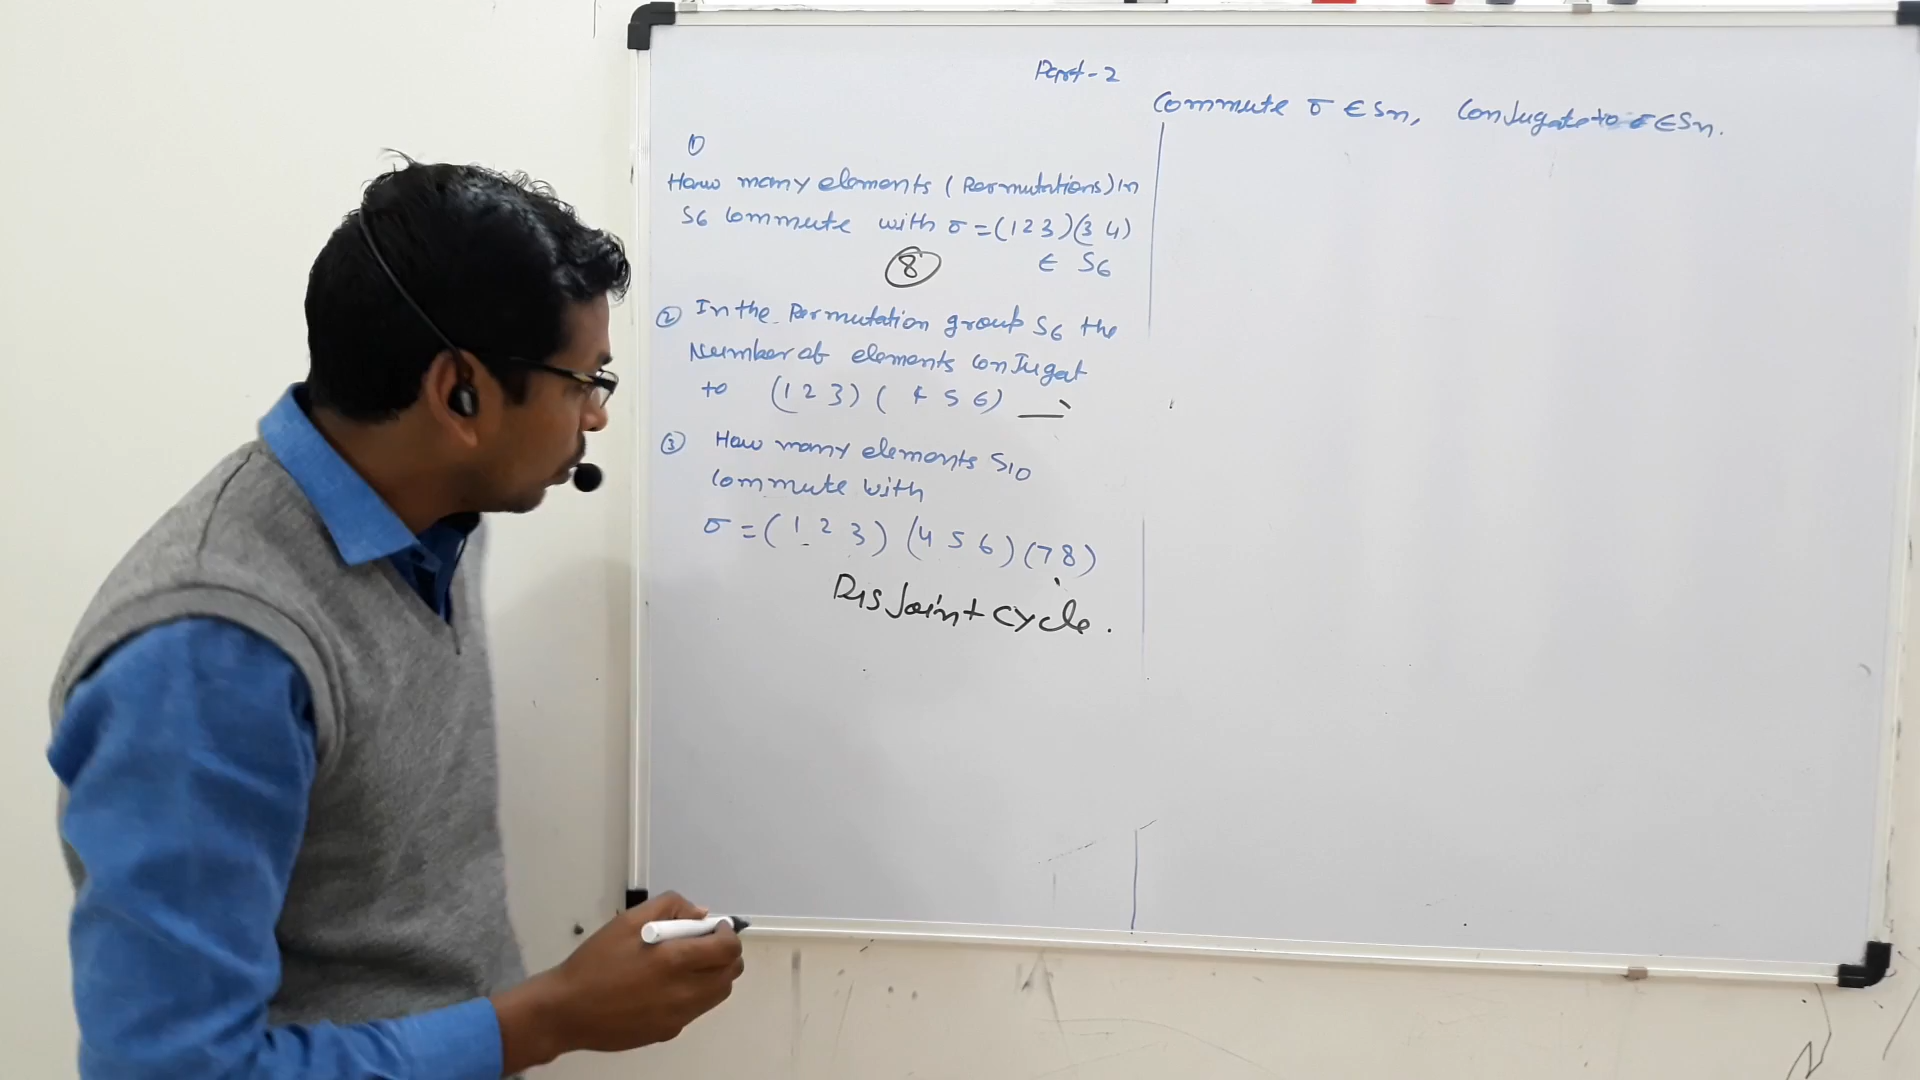 Part-2
Commute σ ∈ Sn, Conjugate to σ ∈ Sn.
①
How many elements (Permutations) in
S6 Commute with σ = (1 2 3)(3 4)
∈ S6
8
② In the Permutation group S6 the
Number of elements conJugat
to (1 2 3) ( 4 5 6) __
③ How many elements S10
Commute with
σ = ( 1 2 3 ) (4 5 6) (7 8)
DisJoint cycle.